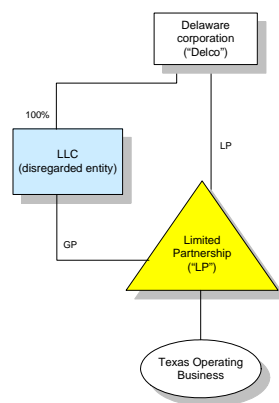 Delaware
corporation
(“Delco”)
100%
LLC
(disregarded entity)
LP
GP
Limited
Partnership
(“LP”)
Texas Operating
Business